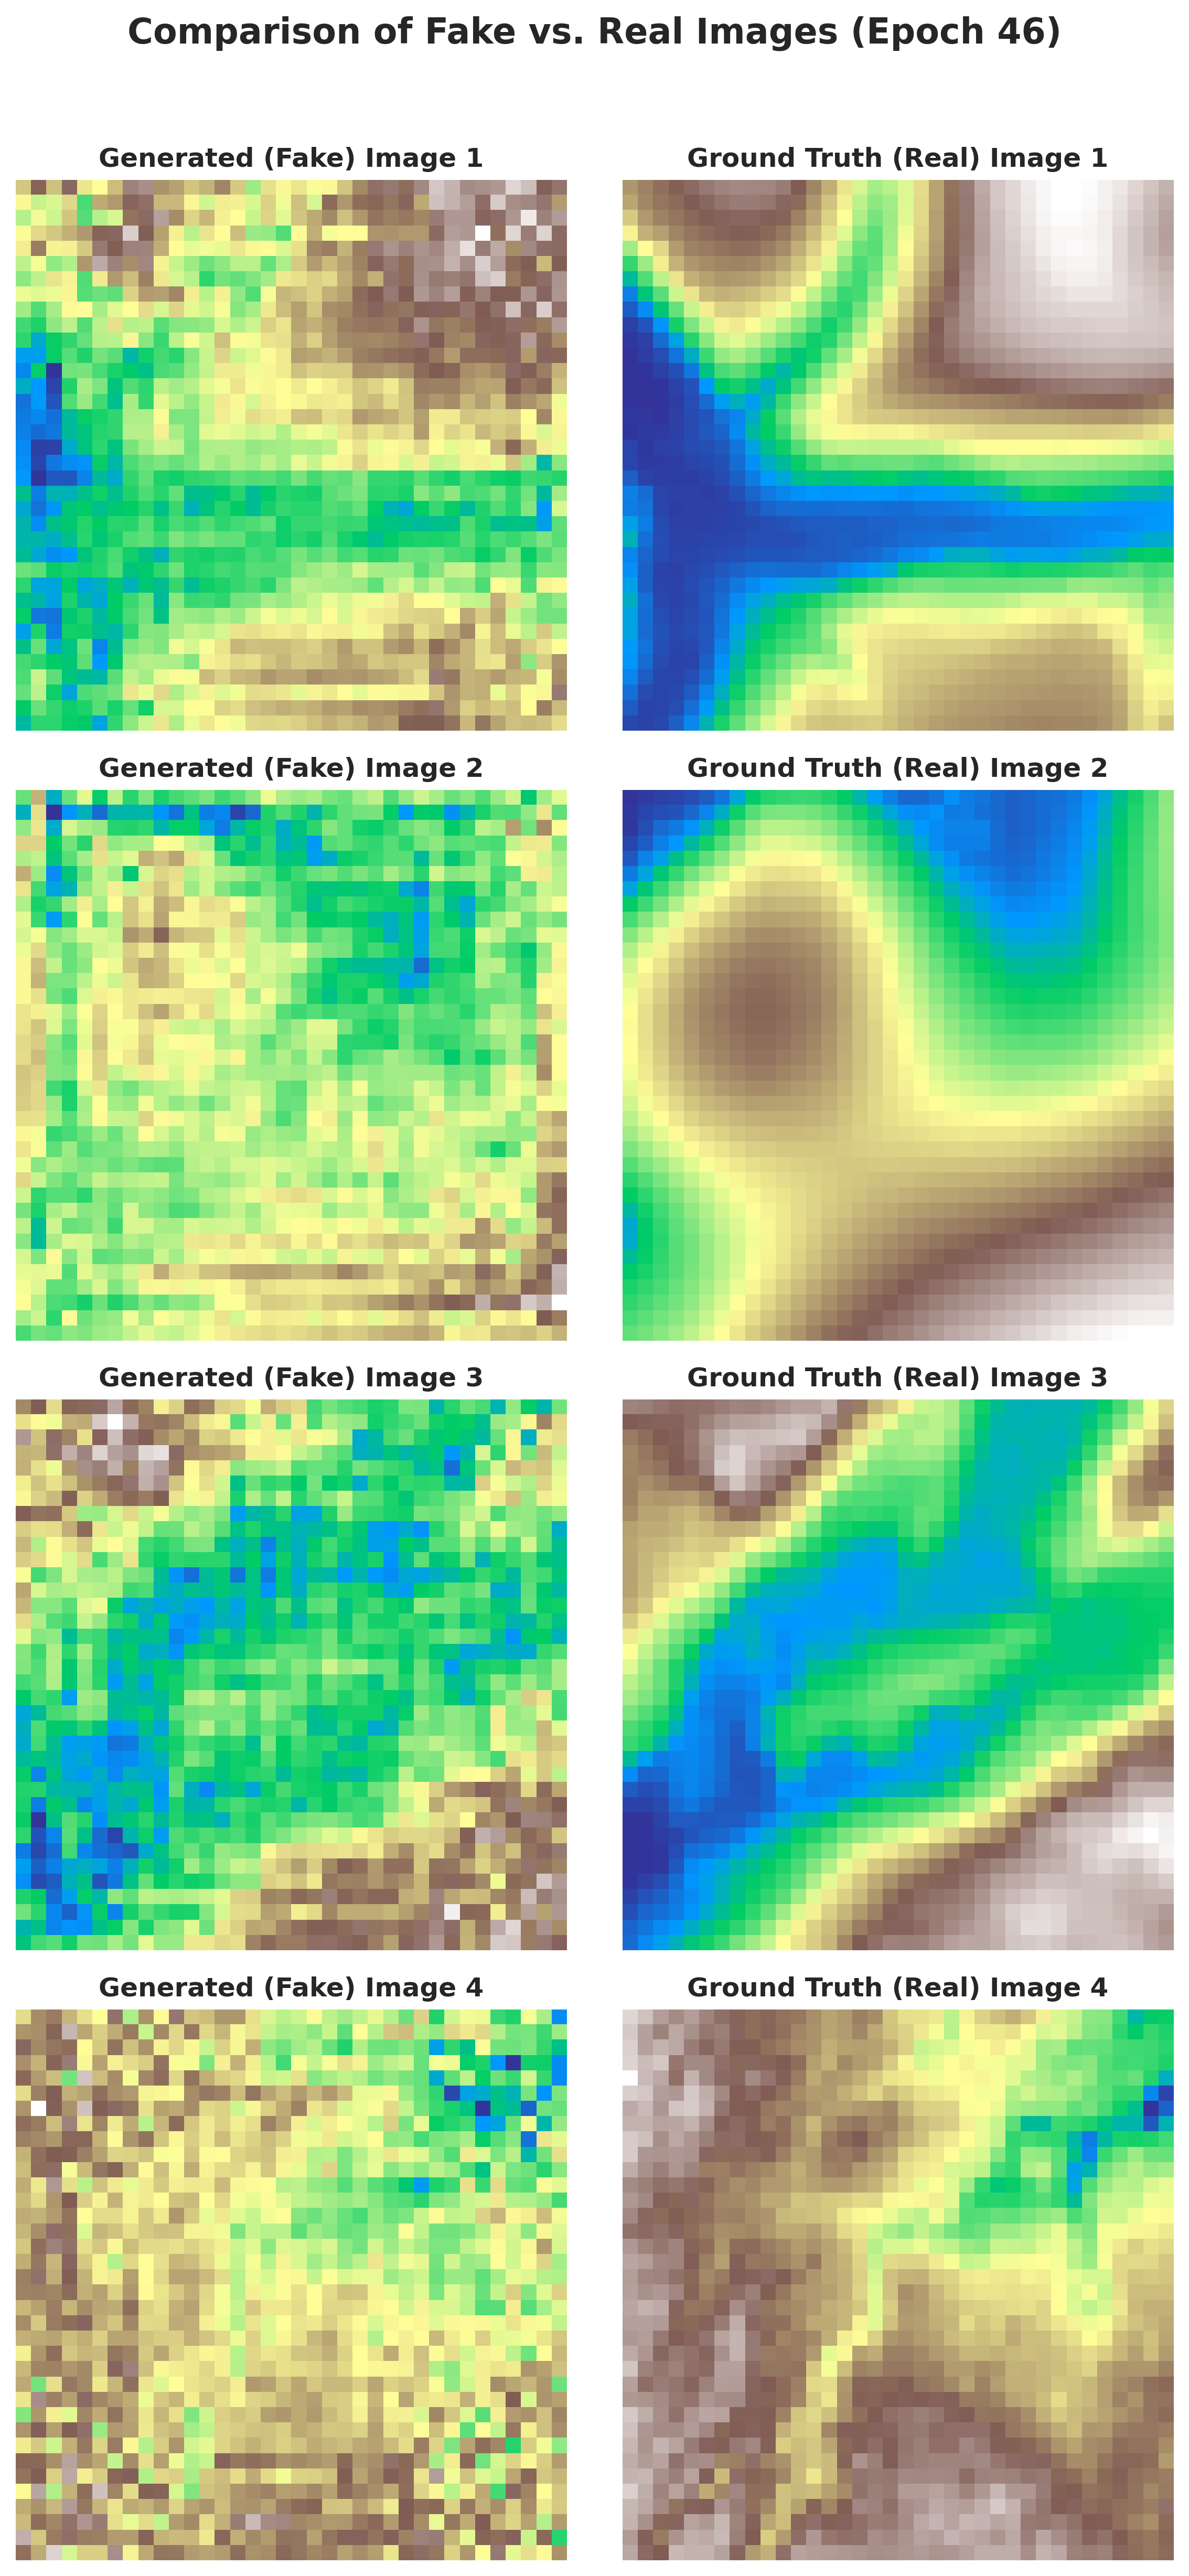 Comparison of Fake vs. Real Images (Epoch 46)
Generated (Fake) Image 1
Ground Truth (Real) Image 1
Generated (Fake) Image 2
Ground Truth (Real) Image 2
Generated (Fake) Image 3
Ground Truth (Real) Image 3
Generated (Fake) Image 4
Ground Truth (Real) Image 4